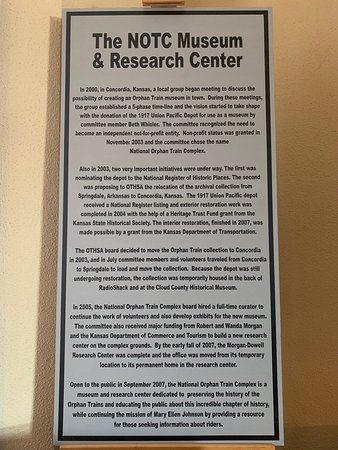 The NOTC Museum
& Research Center
In 2000, in Concordia, Kansas, a local group began meeting to discuss the
possibility of creating an Orphan Train museum in town. During these meetings,
the group established a 5-phase time-line and the vision started to take shape
with the donation of the 1917 Union Pacific Depot for use as a museum by
committee member Beth Whisler. The committee recognized the need to
become an independent not-for-profit entity. Non-profit status was granted in
November 2003 and the committee chose the name
National Orphan Train Complex.
Also in 2003, two very important initiatives were under way. The first was
nominating the depot to the National Register of Historic Places. The second
was proposing to OTHSA the relocation of the archival collection from
Springdale, Arkansas to Concordia, Kansas. The 1917 Union Pacific depot
received a National Register listing and exterior restoration work was
completed in 2004 with the help of a Heritage Trust Fund grant from the
Kansas State Historical Society. The interior restoration, finished in 2007, was
made possible by a grant from the Kansas Department of Transportation.
The OTHSA board decided to move the Orphan Train collection to Concordia
in 2003, and in July committee members and volunteers traveled from Concordia
to Springdale to load and move the collection. Because the depot was still
undergoing restoration, the collection was temporarily housed in the back of
RadioShack and at the Cloud County Historical Museum.
In 2005, the National Orphan Train Complex board hired a full-time curator to
continue the work of volunteers and also develop exhibits for the new museum.
The committee also received major funding from Robert and Wanda Morgan
and the Kansas Department of Commerce and Tourism to build a new research
center on the complex grounds. By the early fall of 2007, the Morgan-Dowell
Research Center was complete and the office was moved from its temporary
location to its permanent home in the research center.
Open to the public in September 2007, the National Orphan Train Complex is a
museum and research center dedicated to preserving the history of the
Orphan Trains and educating the public about this incredible chapter of history,
while continuing the mission of Mary Ellen Johnson by providing a resource
for those seeking information about riders.